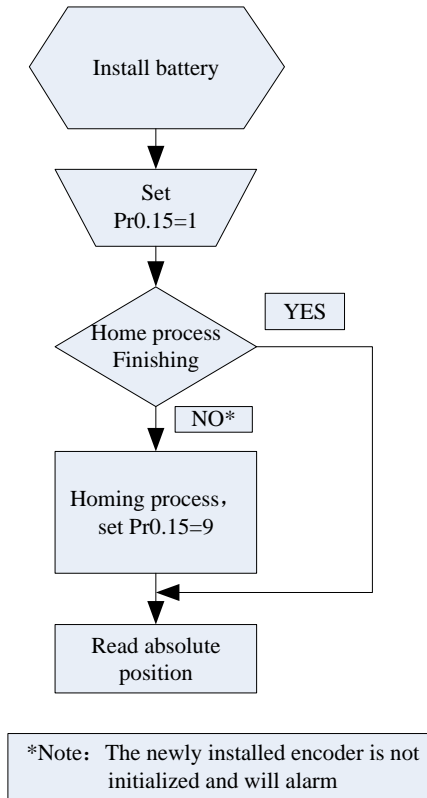 Install battery
Set
Pr0.15=1
Home process
Finishing
YES
NO*
Homing process，
set Pr0.15=9
Read absolute
position
*Note：The newly installed encoder is not
initialized and will alarm